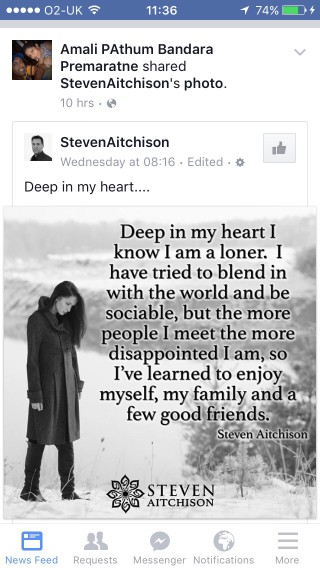 O2-UK 11:36 74%
Amali PAthum Bandara
Premaratne shared
StevenAitchison's photo.
10 hrs ·
StevenAitchison
Wednesday at 08:16 · Edited ·
Deep in my heart....
Deep in my heart I
know I am a loner. I
have tried to blend in
with the world and be
sociable, but the more
people I meet the more
disappointed I am, so
I've learned to enjoy
myself, my family and a
few good friends.
Steven Aitchison
STEVEN
AITCHISON
News Feed Requests Messenger Notifications More